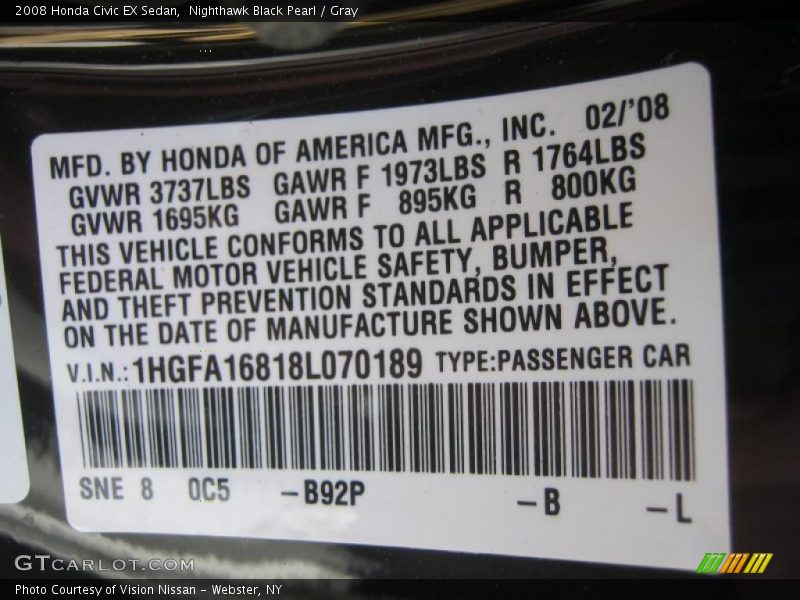 2008 Honda Civic EX Sedan, Nighthawk Black Pearl / Gray
MFD. BY HONDA OF AMERICA MFG., INC. 02/'08
GVWR 3737LBS GAWR F 1973LBS R 1764LBS
GVWR 1695KG GAWR F 895KG R 800KG
THIS VEHICLE CONFORMS TO ALL APPLICABLE
FEDERAL MOTOR VEHICLE SAFETY, BUMPER,
AND THEFT PREVENTION STANDARDS IN EFFECT
ON THE DATE OF MANUFACTURE SHOWN ABOVE.
V.I.N.:1HGFA16818L070189 TYPE:PASSENGER CAR
SNE 8 0C5 -B92P -B -L
GTCARLOT.COM
Photo Courtesy of Vision Nissan - Webster, NY